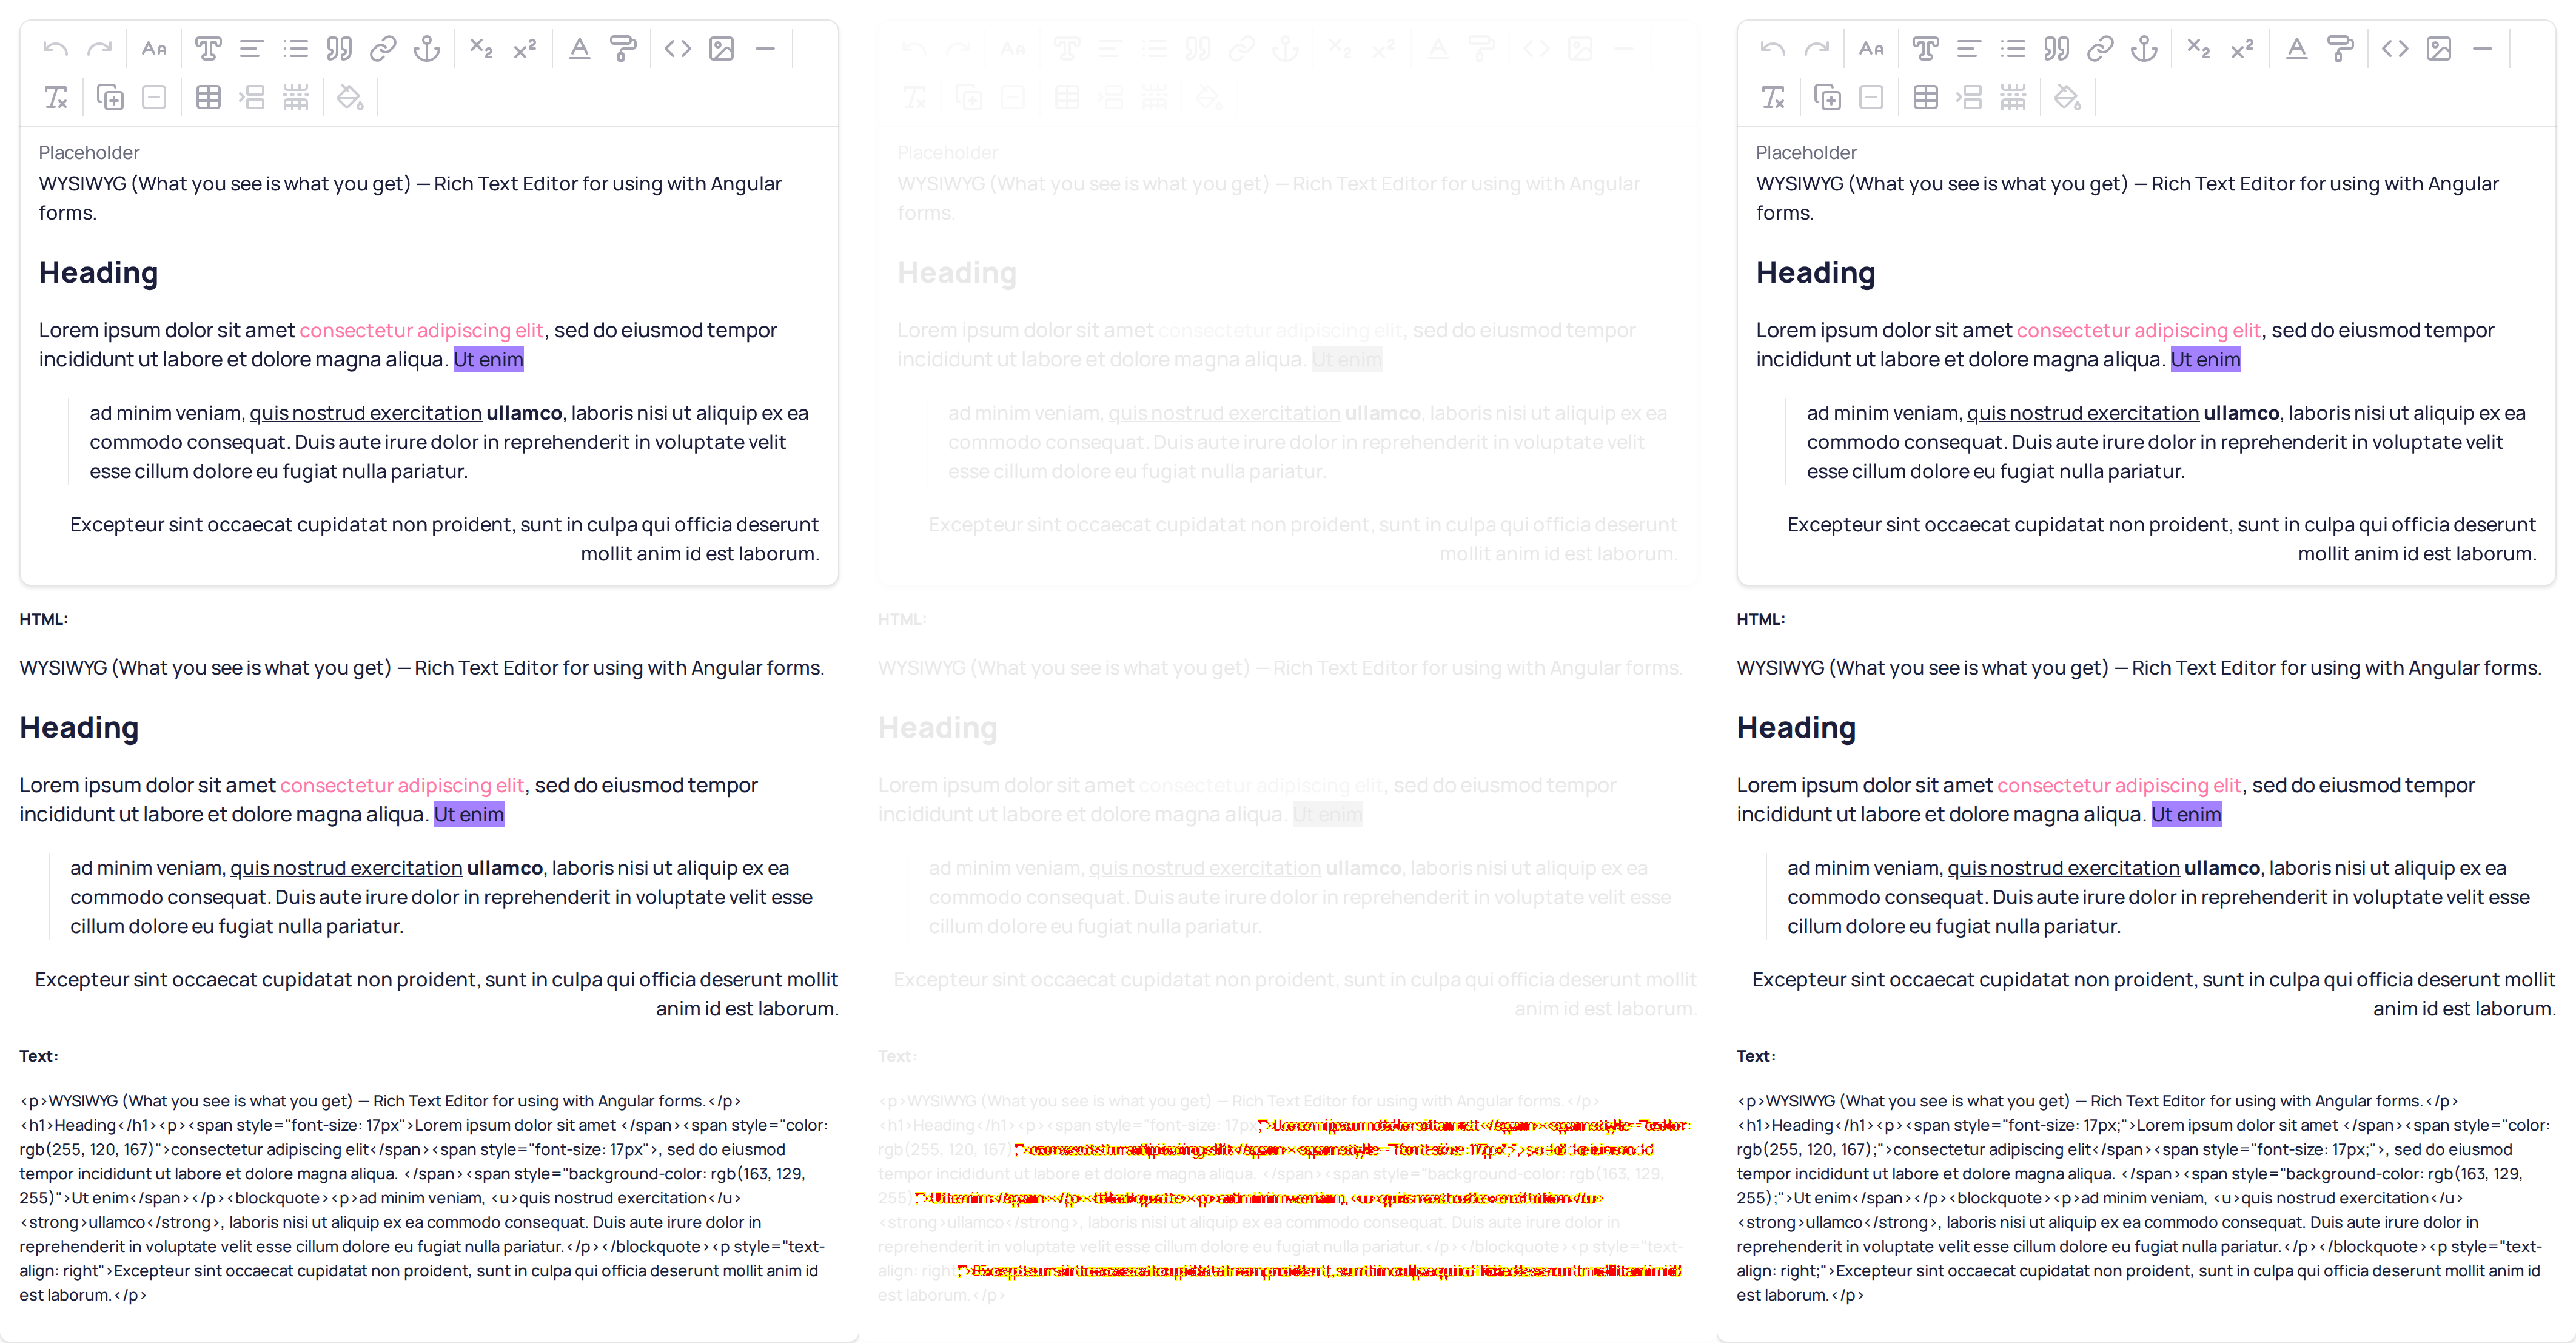 Placeholder
WYSIWYG (What you see is what you get) — Rich Text Editor for using with Angular
forms.
Heading
Lorem ipsum dolor sit amet consectetur adipiscing elit, sed do eiusmod tempor
incididunt ut labore et dolore magna aliqua. Ut enim
ad minim veniam, quis nostrud exercitation ullamco, laboris nisi ut aliquip ex ea
commodo consequat. Duis aute irure dolor in reprehenderit in voluptate velit
esse cillum dolore eu fugiat nulla pariatur.
Excepteur sint occaecat cupidatat non proident, sunt in culpa qui officia deserunt
mollit anim id est laborum.
HTML:
WYSIWYG (What you see is what you get) — Rich Text Editor for using with Angular forms.
Heading
Lorem ipsum dolor sit amet consectetur adipiscing elit, sed do eiusmod tempor
incididunt ut labore et dolore magna aliqua. Ut enim
ad minim veniam, quis nostrud exercitation ullamco, laboris nisi ut aliquip ex ea
commodo consequat. Duis aute irure dolor in reprehenderit in voluptate velit esse
cillum dolore eu fugiat nulla pariatur.
Excepteur sint occaecat cupidatat non proident, sunt in culpa qui officia deserunt mollit
anim id est laborum.
Text:
<p>WYSIWYG (What you see is what you get) — Rich Text Editor for using with Angular forms.</p>
<h1>Heading</h1><p><span style="font-size: 17px">Lorem ipsum dolor sit amet </span><span style="color:
rgb(255, 120, 167)">consectetur adipiscing elit</span><span style="font-size: 17px">, sed do eiusmod
tempor incididunt ut labore et dolore magna aliqua. </span><span style="background-color: rgb(163, 129,
255)">Ut enim</span></p><blockquote><p>ad minim veniam, <u>quis nostrud exercitation</u>
<strong>ullamco</strong>, laboris nisi ut aliquip ex ea commodo consequat. Duis aute irure dolor in
reprehenderit in voluptate velit esse cillum dolore eu fugiat nulla pariatur.</p></blockquote><p style="text-
align: right">Excepteur sint occaecat cupidatat non proident, sunt in culpa qui officia deserunt mollit anim id
est laborum.</p>
Placeholder
WYSIWYG (What you see is what you get) — Rich Text Editor for using with Angular
forms.
Heading
Lorem ipsum dolor sit amet consectetur adipiscing elit, sed do eiusmod tempor
incididunt ut labore et dolore magna aliqua. Ut enim
ad minim veniam, quis nostrud exercitation ullamco, laboris nisi ut aliquip ex ea
commodo consequat. Duis aute irure dolor in reprehenderit in voluptate velit
esse cillum dolore eu fugiat nulla pariatur.
Excepteur sint occaecat cupidatat non proident, sunt in culpa qui officia deserunt
mollit anim id est laborum.
HTML:
WYSIWYG (What you see is what you get) — Rich Text Editor for using with Angular forms.
Heading
Lorem ipsum dolor sit amet consectetur adipiscing elit, sed do eiusmod tempor
incididunt ut labore et dolore magna aliqua. Ut enim
ad minim veniam, quis nostrud exercitation ullamco, laboris nisi ut aliquip ex ea
commodo consequat. Duis aute irure dolor in reprehenderit in voluptate velit esse
cillum dolore eu fugiat nulla pariatur.
Excepteur sint occaecat cupidatat non proident, sunt in culpa qui officia deserunt mollit
anim id est laborum.
Text:
<p>WYSIWYG (What you see is what you get) — Rich Text Editor for using with Angular forms.</p>
<h1>Heading</h1><p><span style="font-size: 17px
rgb(255, 120, 167)
tempor incididunt ut labore et dolore magna aliqua. </span><span style="background-color: rgb(163, 129,
255)
<strong>ullamco</strong>, laboris nisi ut aliquip ex ea commodo consequat. Duis aute irure dolor in
reprehenderit in voluptate velit esse cillum dolore eu fugiat nulla pariatur.</p></blockquote><p style="text-
align: right
est laborum.</p>
Placeholder
WYSIWYG (What you see is what you get) — Rich Text Editor for using with Angular
forms.
Heading
Lorem ipsum dolor sit amet consectetur adipiscing elit, sed do eiusmod tempor
incididunt ut labore et dolore magna aliqua. Ut enim
ad minim veniam, quis nostrud exercitation ullamco, laboris nisi ut aliquip ex ea
commodo consequat. Duis aute irure dolor in reprehenderit in voluptate velit
esse cillum dolore eu fugiat nulla pariatur.
Excepteur sint occaecat cupidatat non proident, sunt in culpa qui officia deserunt
mollit anim id est laborum.
HTML:
WYSIWYG (What you see is what you get) — Rich Text Editor for using with Angular forms.
Heading
Lorem ipsum dolor sit amet consectetur adipiscing elit, sed do eiusmod tempor
incididunt ut labore et dolore magna aliqua. Ut enim
ad minim veniam, quis nostrud exercitation ullamco, laboris nisi ut aliquip ex ea
commodo consequat. Duis aute irure dolor in reprehenderit in voluptate velit esse
cillum dolore eu fugiat nulla pariatur.
Excepteur sint occaecat cupidatat non proident, sunt in culpa qui officia deserunt mollit
anim id est laborum.
Text:
<p>WYSIWYG (What you see is what you get) — Rich Text Editor for using with Angular forms.</p>
<h1>Heading</h1><p><span style="font-size: 17px;">Lorem ipsum dolor sit amet </span><span style="color:
rgb(255, 120, 167);">consectetur adipiscing elit</span><span style="font-size: 17px;">, sed do eiusmod
tempor incididunt ut labore et dolore magna aliqua. </span><span style="background-color: rgb(163, 129,
255);">Ut enim</span></p><blockquote><p>ad minim veniam, <u>quis nostrud exercitation</u>
<strong>ullamco</strong>, laboris nisi ut aliquip ex ea commodo consequat. Duis aute irure dolor in
reprehenderit in voluptate velit esse cillum dolore eu fugiat nulla pariatur.</p></blockquote><p style="text-
align: right;">Excepteur sint occaecat cupidatat non proident, sunt in culpa qui officia deserunt mollit anim id
est laborum.</p>